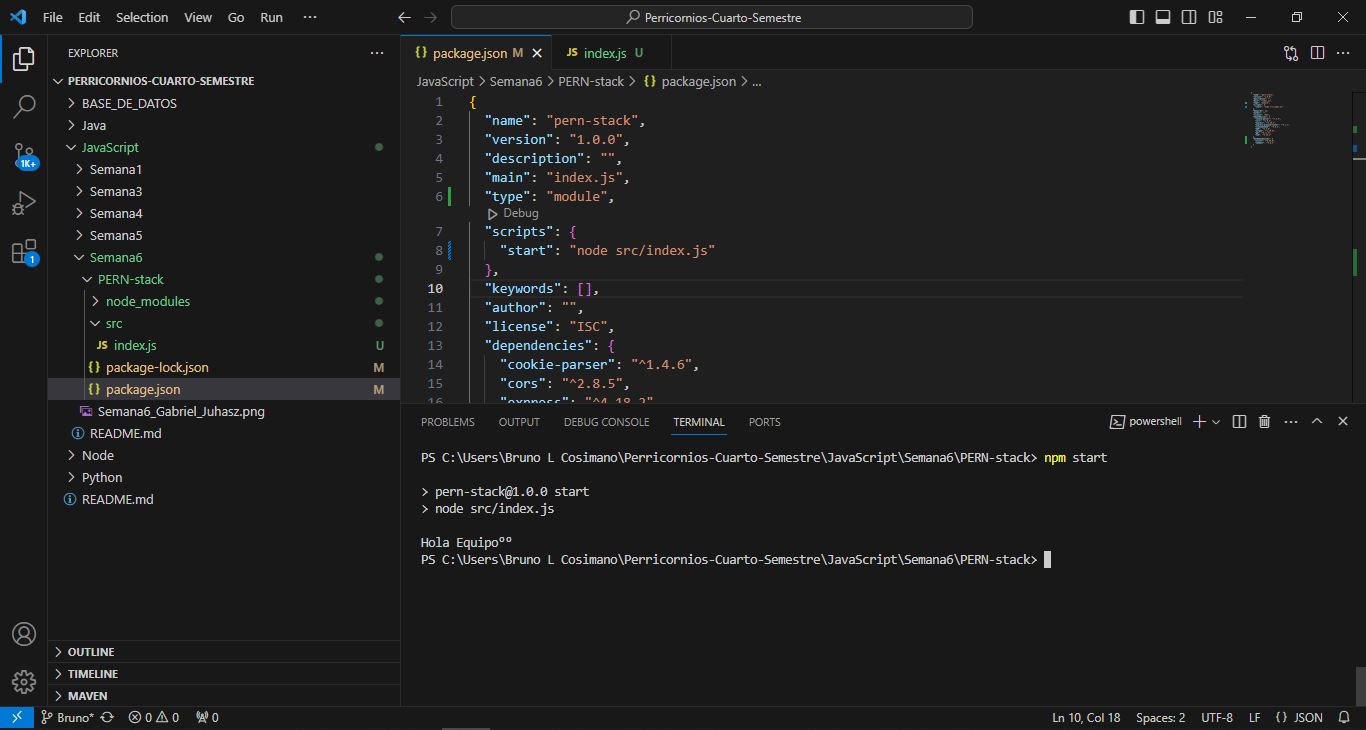 File Edit Selection View Go Run ···
Perricornios-Cuarto-Semestre
EXPLORER
PERRICORNIOS-CUARTO-SEMESTRE
BASE_DE_DATOS
Java
JavaScript
Semana1
Semana3
Semana4
Semana5
Semana6
PERN-stack
node_modules
src
JS index.js U
{} package-lock.json M
{} package.json M
Semana6_Gabriel_Juhasz.png
README.md
Node
Python
README.md
OUTLINE
TIMELINE
MAVEN
1K+
1
{} package.json M JS index.js U
JavaScript > Semana6 > PERN-stack > {} package.json > ...
1 {
2 "name": "pern-stack",
3 "version": "1.0.0",
4 "description": "",
5 "main": "index.js",
6 "type": "module",
Debug
7 "scripts": {
8 "start": "node src/index.js"
9 },
10 "keywords": [],
11 "author": "",
12 "license": "ISC",
13 "dependencies": {
14 "cookie-parser": "^1.4.6",
15 "cors": "^2.8.5",
16 "express": "^4.18.2"
PROBLEMS OUTPUT DEBUG CONSOLE TERMINAL PORTS
powershell
PS C:\Users\Bruno L Cosimano\Perricornios-Cuarto-Semestre\JavaScript\Semana6\PERN-stack> npm start
> pern-stack@1.0.0 start
> node src/index.js
Hola Equipoºº
PS C:\Users\Bruno L Cosimano\Perricornios-Cuarto-Semestre\JavaScript\Semana6\PERN-stack>
Bruno* 0 0 0 Ln 10, Col 18 Spaces: 2 UTF-8 LF {} JSON